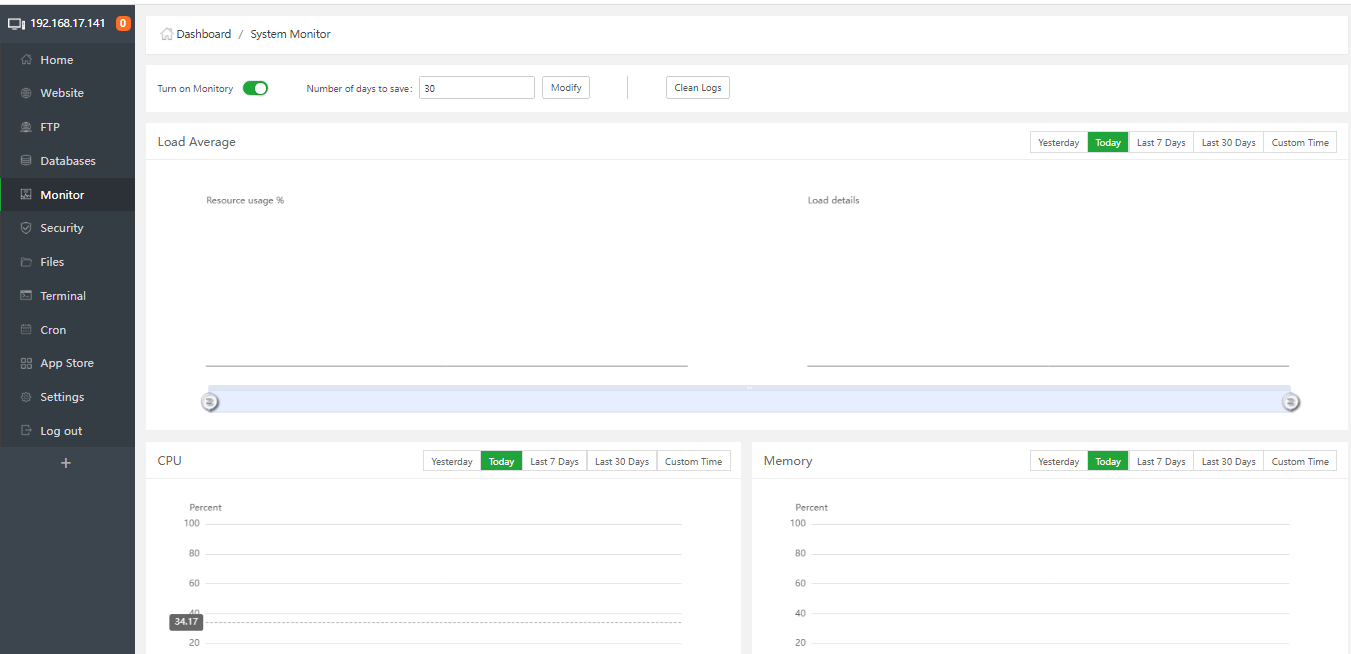 192.168.17.141 0
Home
Website
FTP
Databases
Monitor
Security
Files
Terminal
Cron
App Store
Settings
Log out
+
Dashboard / System Monitor
Turn on Monitory Number of days to save: 30 Modify Clean Logs
Load Average Yesterday Today Last 7 Days Last 30 Days Custom Time
Resource usage % Load details
CPU Yesterday Today Last 7 Days Last 30 Days Custom Time
Percent
100
80
60
40
34.17
20
Memory Yesterday Today Last 7 Days Last 30 Days Custom Time
Percent
100
80
60
40
20